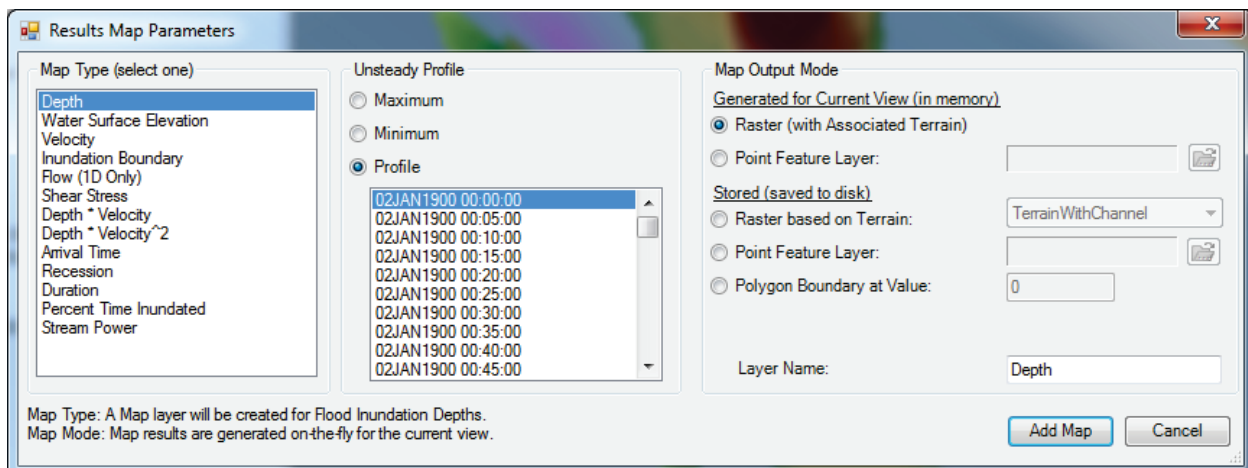 Results Map Parameters
Map Type (select one)
Depth
Water Surface Elevation
Velocity
Inundation Boundary
Flow (1D Only)
Shear Stress
Depth * Velocity
Depth * Velocity^2
Arrival Time
Recession
Duration
Percent Time Inundated
Stream Power
Unsteady Profile
Maximum
Minimum
Profile
02JAN1900 00:00:00
02JAN1900 00:05:00
02JAN1900 00:10:00
02JAN1900 00:15:00
02JAN1900 00:20:00
02JAN1900 00:25:00
02JAN1900 00:30:00
02JAN1900 00:35:00
02JAN1900 00:40:00
02JAN1900 00:45:00
Map Output Mode
Generated for Current View (in memory)
Raster (with Associated Terrain)
Point Feature Layer:
Stored (saved to disk)
Raster based on Terrain: TerrainWithChannel
Point Feature Layer:
Polygon Boundary at Value: 0
Layer Name: Depth
Map Type: A Map layer will be created for Flood Inundation Depths.
Map Mode: Map results are generated on-the-fly for the current view.
Add Map Cancel